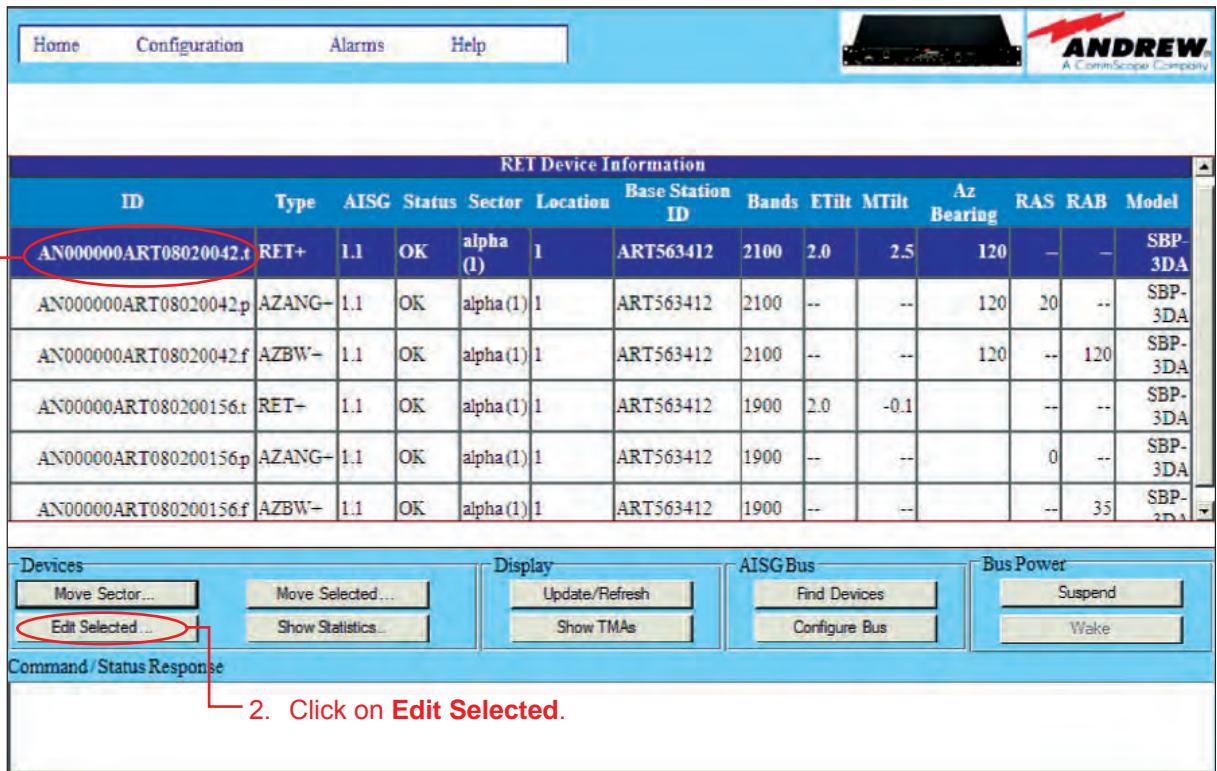 Home Configuration Alarms Help
ANDREW.
A CommScope Company
RET Device Information
ID Type AISG Status Sector Location Base Station ID Bands ETilt MTilt Az Bearing RAS RAB Model
AN000000ART08020042.t RET+ 1.1 OK alpha (1) 1 ART563412 2100 2.0 2.5 120 -- -- SBP-3DA
AN000000ART08020042.p AZANG+ 1.1 OK alpha (1) 1 ART563412 2100 -- -- 120 20 -- SBP-3DA
AN000000ART08020042.f AZBW+ 1.1 OK alpha (1) 1 ART563412 2100 -- -- 120 -- 120 SBP-3DA
AN00000ART080200156.t RET+ 1.1 OK alpha (1) 1 ART563412 1900 2.0 -0.1 -- -- SBP-3DA
AN00000ART080200156.p AZANG+ 1.1 OK alpha (1) 1 ART563412 1900 -- -- 0 -- SBP-3DA
AN00000ART080200156.f AZBW+ 1.1 OK alpha (1) 1 ART563412 1900 -- -- -- 35 SBP-3DA
Devices Display AISG Bus Bus Power
Move Sector... Move Selected... Update/Refresh Find Devices Suspend
Edit Selected... Show Statistics... Show TMAs Configure Bus Wake
Command / Status Response
2. Click on Edit Selected.